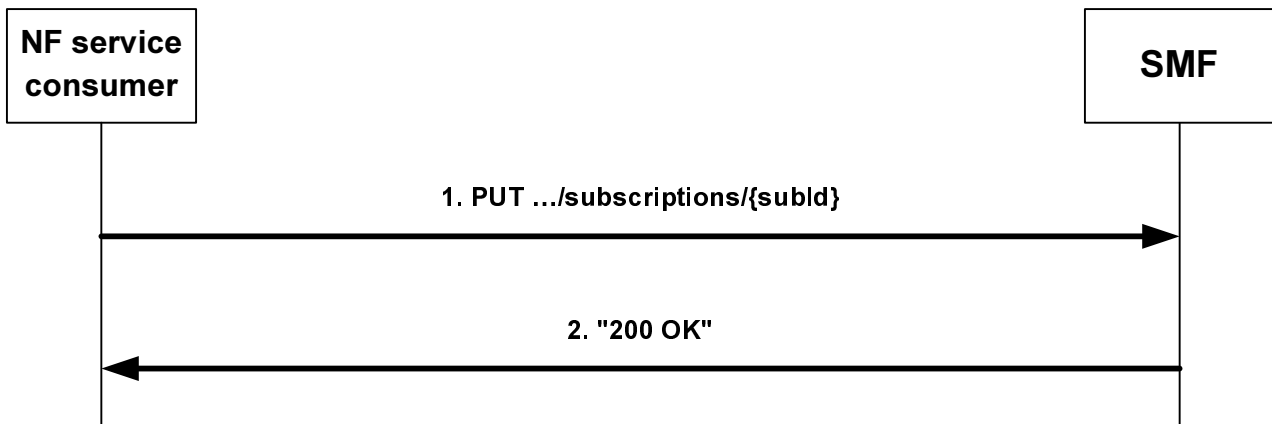 NF service
consumer
SMF
1. PUT …/subscriptions/{subId}
2. "200 OK"